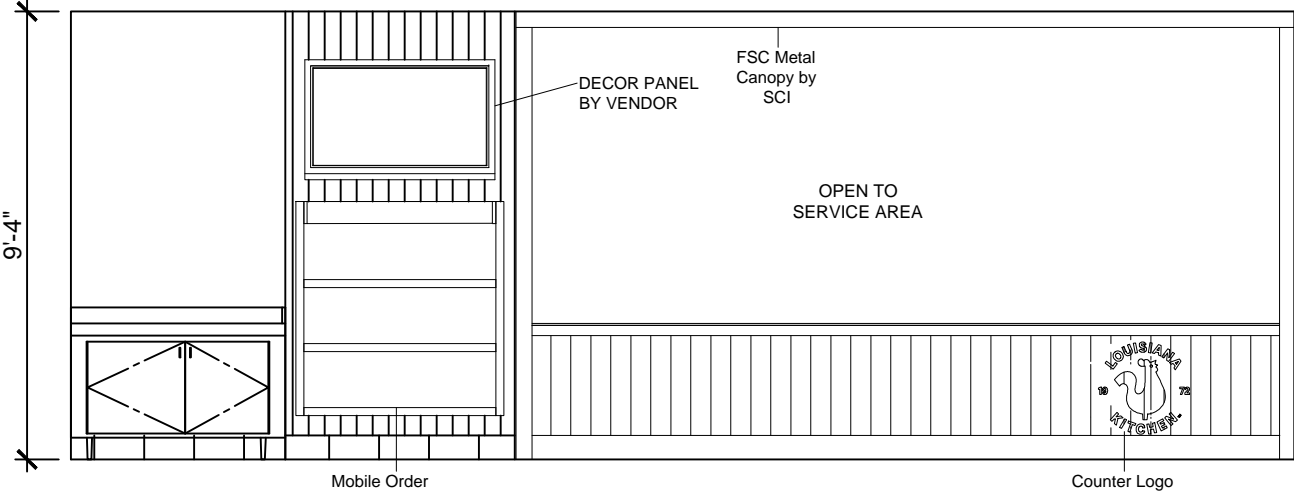 FSC Metal
Canopy by
SCI
DECOR PANEL
BY VENDOR
9'-4"
OPEN TO
SERVICE AREA
LOUISIANA
19 72
KITCHEN
Mobile Order
Counter Logo